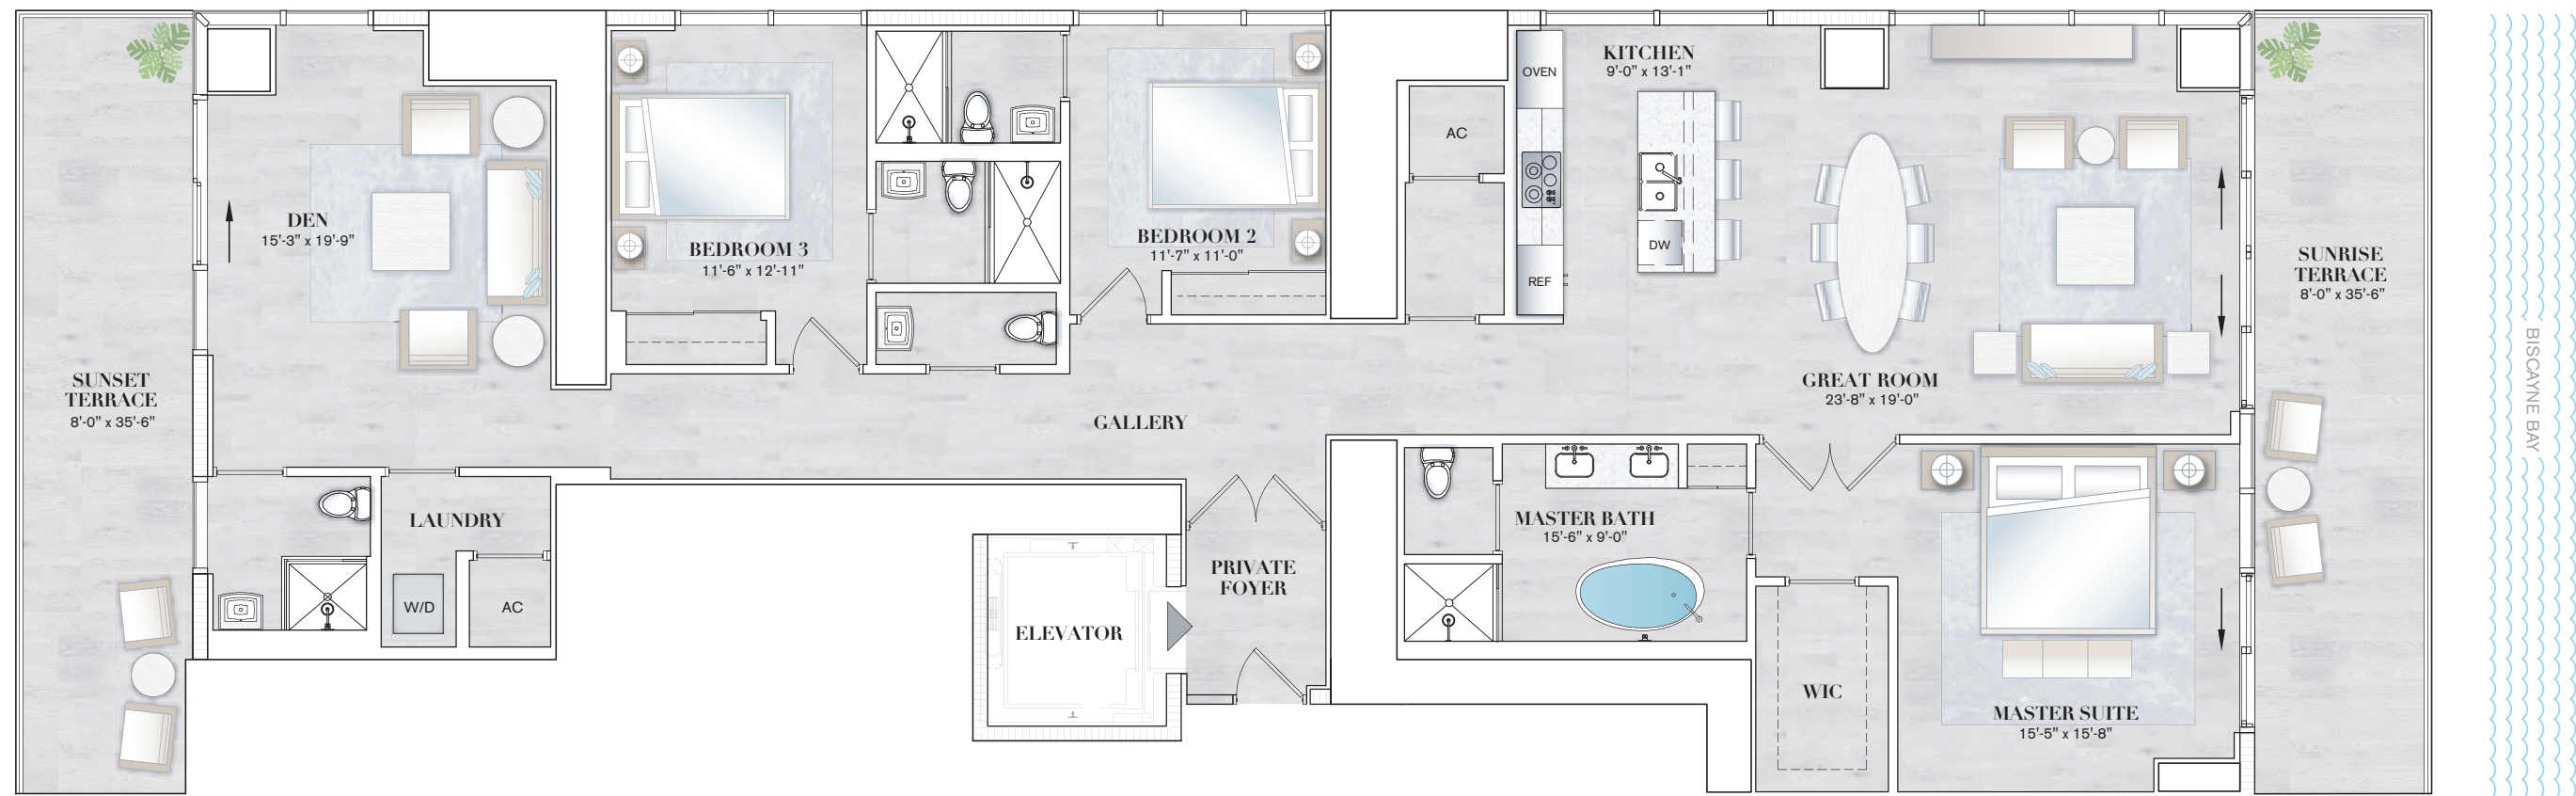 SUNSET
TERRACE
8'-0" x 35'-6"
DEN
15'-3" x 19'-9"
BEDROOM 3
11'-6" x 12'-11"
BEDROOM 2
11'-7" x 11'-0"
AC
OVEN
REF
KITCHEN
9'-0" x 13'-1"
DW
GREAT ROOM
23'-8" x 19'-0"
SUNRISE
TERRACE
8'-0" x 35'-6"
BISCAYNE BAY
GALLERY
LAUNDRY
W/D
AC
ELEVATOR
PRIVATE
FOYER
MASTER BATH
15'-6" x 9'-0"
WIC
MASTER SUITE
15'-5" x 15'-8"